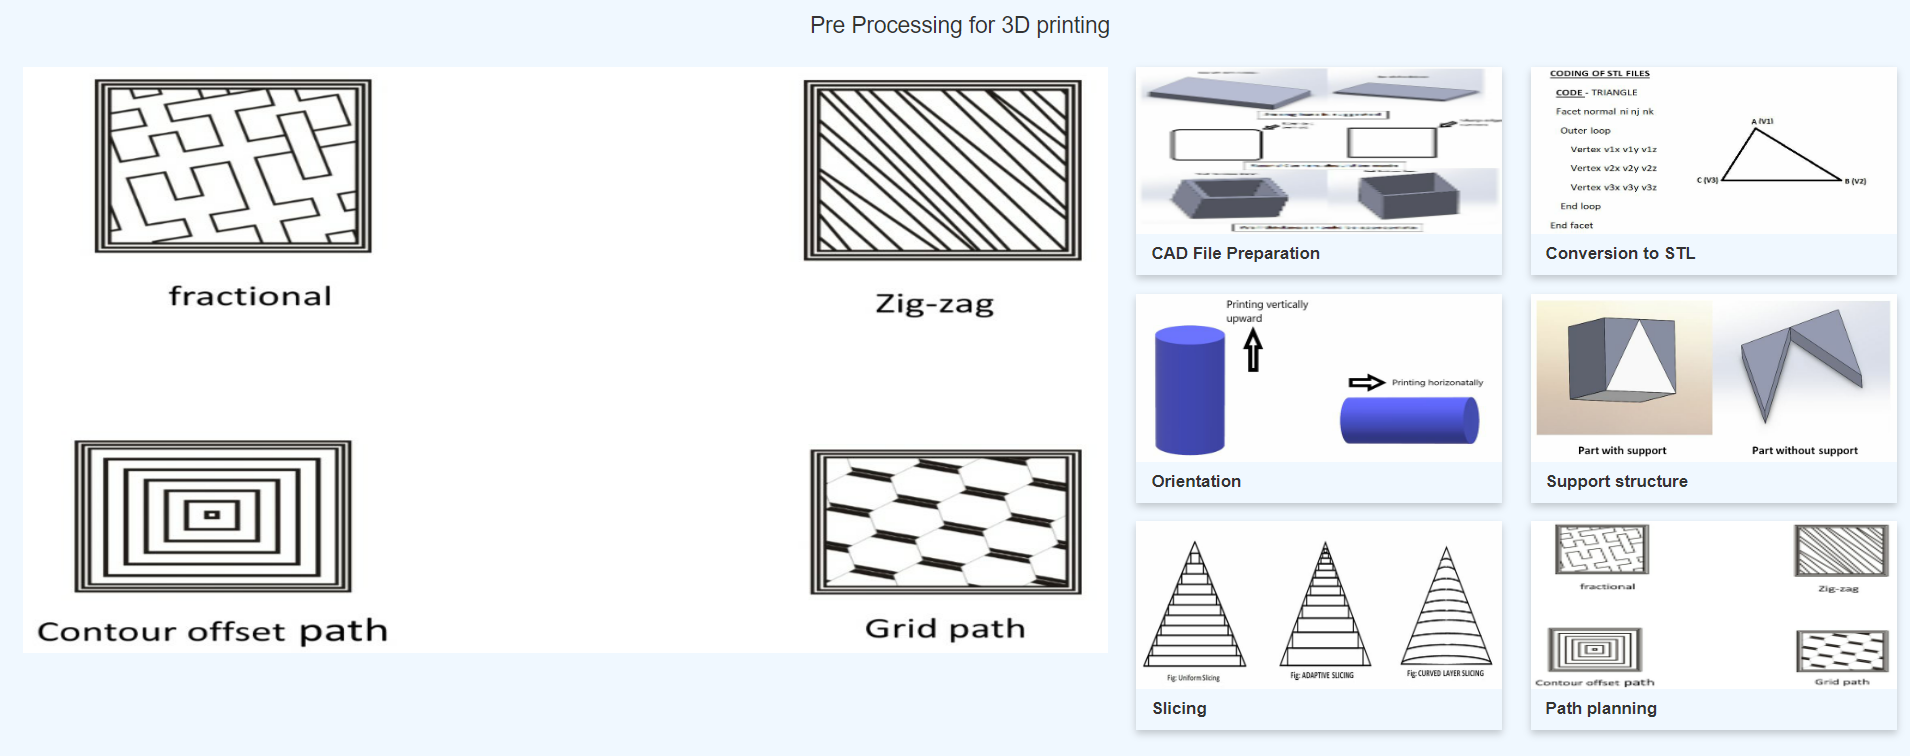 Pre Processing for 3D printing
fractional
Zig-zag
Contour offset path
Grid path
CAD File Preparation
CODING OF STL FILES
CODE - TRIANGLE
Facet normal ni nj nk
Outer loop
Vertex v1x v1y v1z
Vertex v2x v2y v2z
Vertex v3x v3y v3z
End loop
End facet
A (V1)
C (V3)
B (V2)
Conversion to STL
Printing vertically
upward
Printing horizonatally
Orientation
Part with support
Part without support
Support structure
Fig: Uniform Slicing
Fig: ADAPTIVE SLICING
Fig: CURVED LAYER SLICING
Slicing
fractional
Zig-zag
Contour offset path
Grid path
Path planning